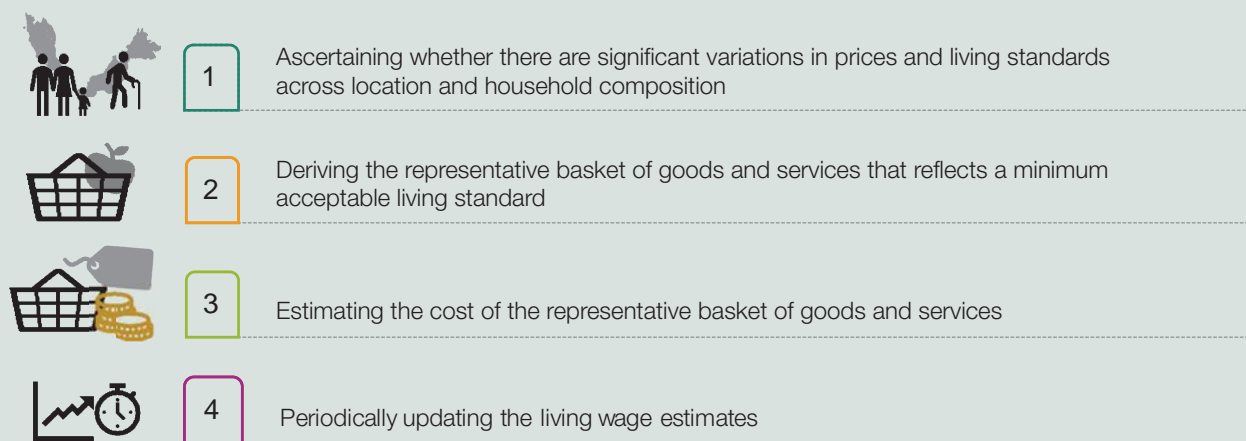 1
Ascertaining whether there are significant variations in prices and living standards
across location and household composition
2
Deriving the representative basket of goods and services that reflects a minimum
acceptable living standard
3
Estimating the cost of the representative basket of goods and services
4
Periodically updating the living wage estimates